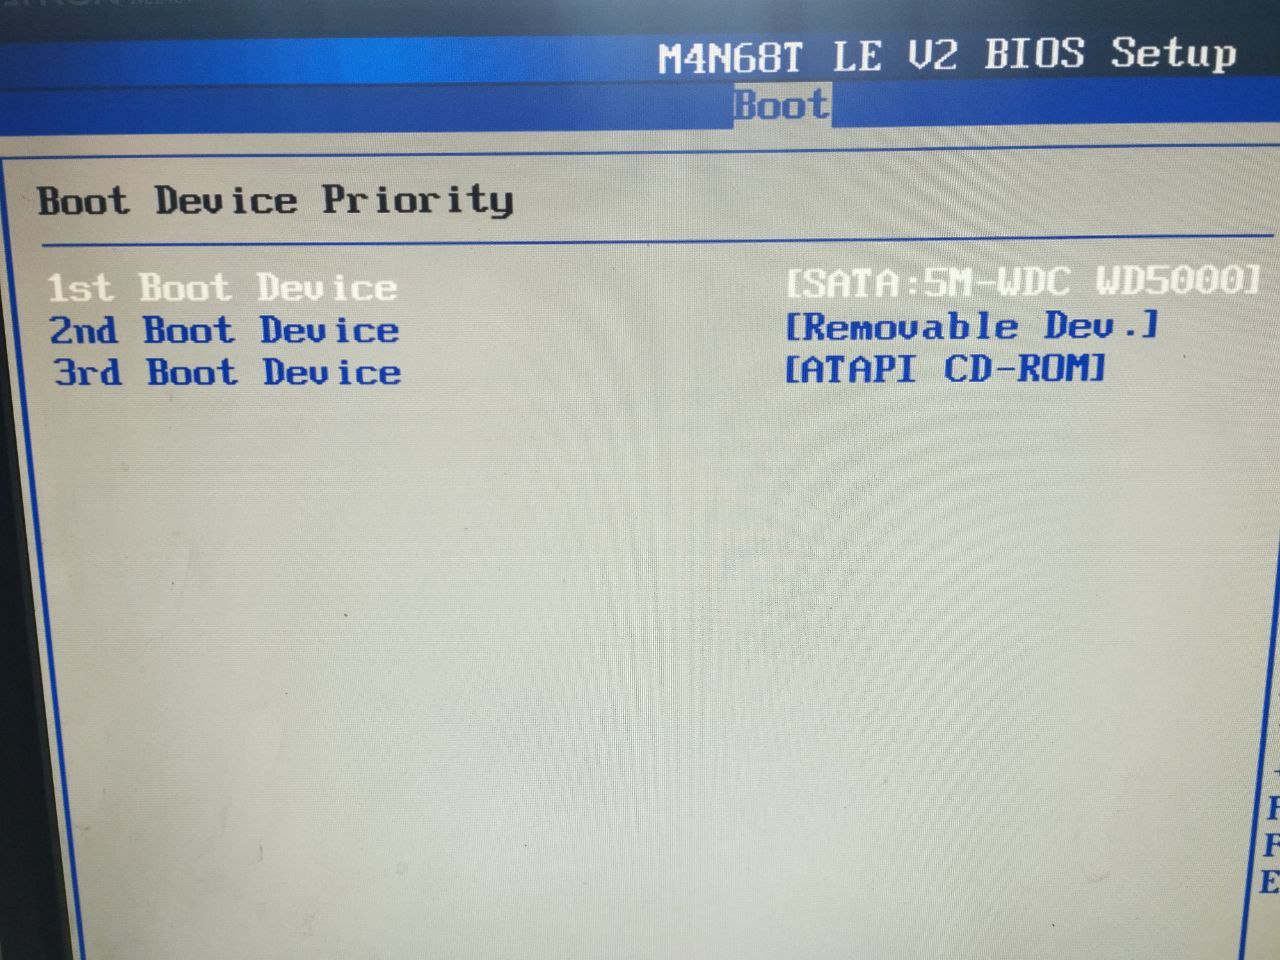 M4N68T LE V2 BIOS Setup
Boot
Boot Device Priority
1st Boot Device [SATA:5M-WDC WD5000]
2nd Boot Device [Removable Dev.]
3rd Boot Device [ATAPI CD-ROM]